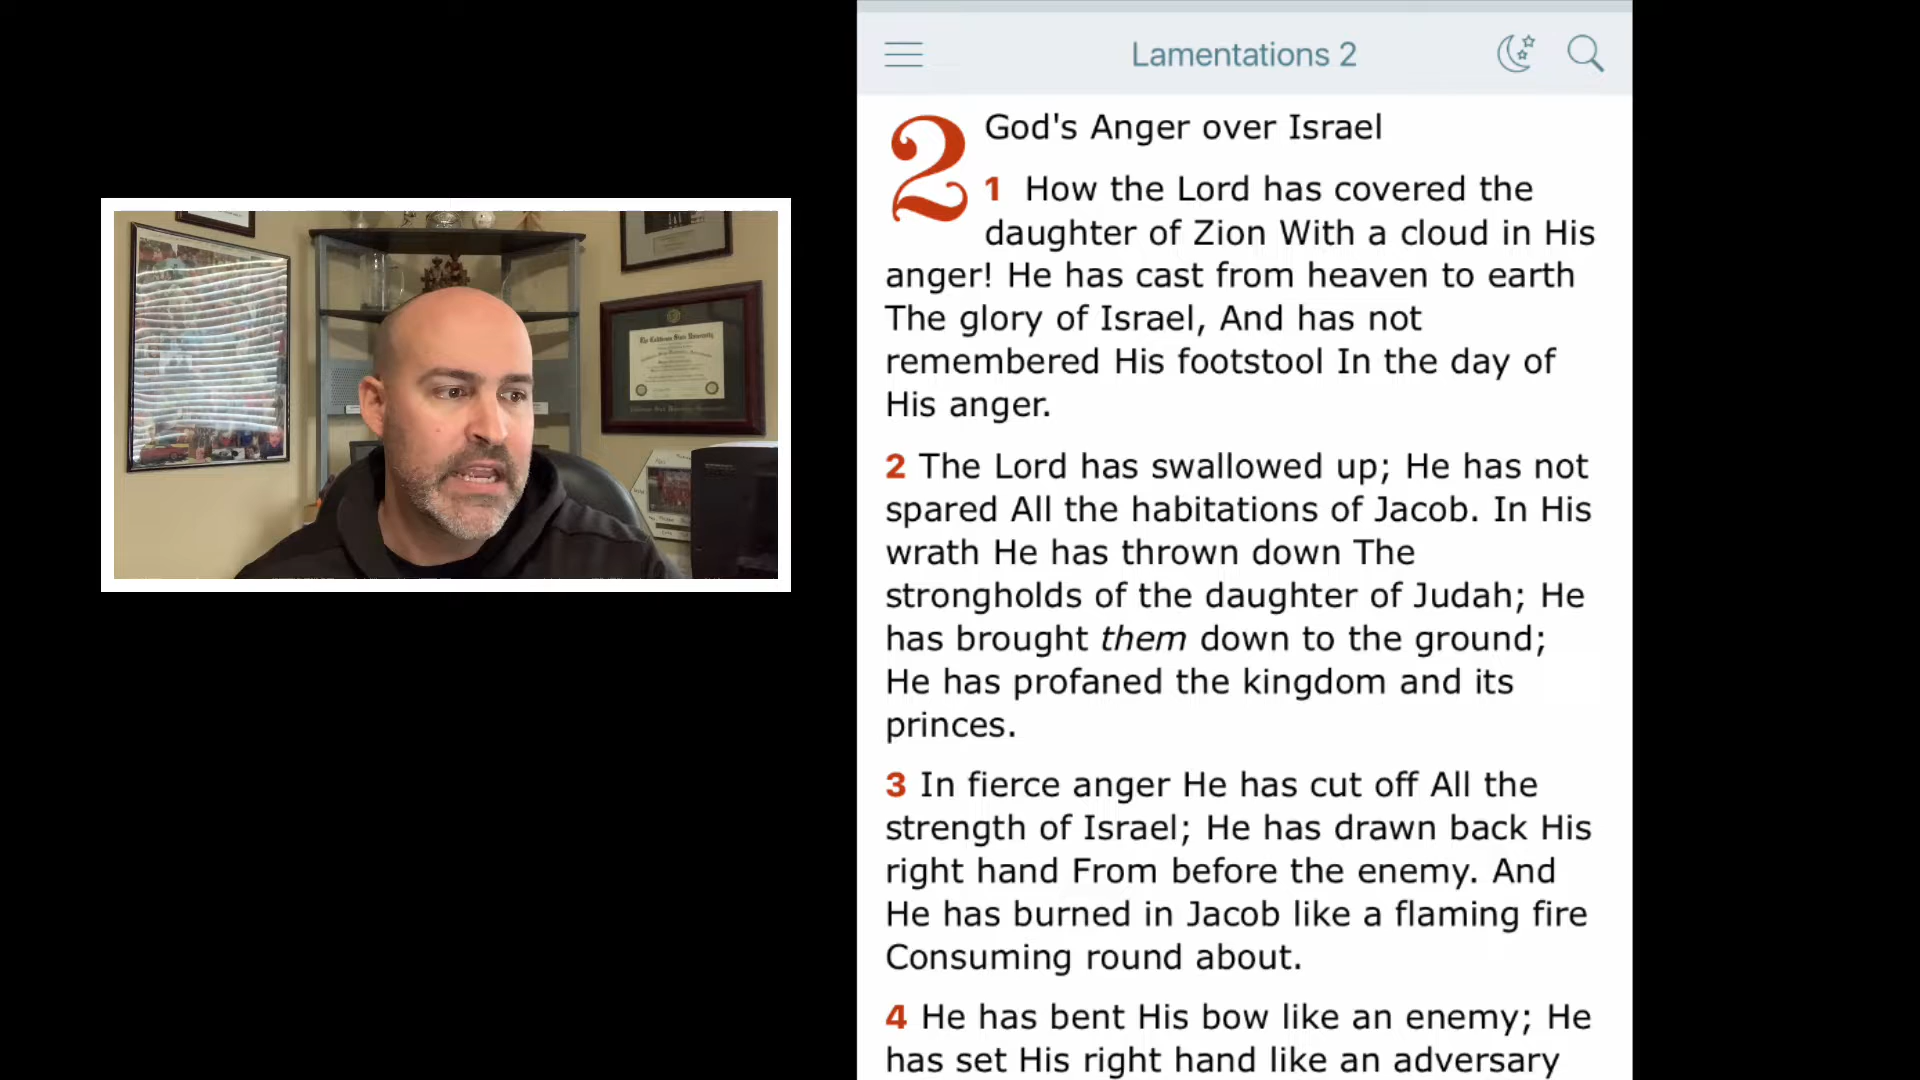 Lamentations 2
2
God's Anger over Israel
1 How the Lord has covered the
daughter of Zion With a cloud in His
anger! He has cast from heaven to earth
The glory of Israel, And has not
remembered His footstool In the day of
His anger.
2 The Lord has swallowed up; He has not
spared All the habitations of Jacob. In His
wrath He has thrown down The
strongholds of the daughter of Judah; He
has brought them down to the ground;
He has profaned the kingdom and its
princes.
3 In fierce anger He has cut off All the
strength of Israel; He has drawn back His
right hand From before the enemy. And
He has burned in Jacob like a flaming fire
Consuming round about.
4 He has bent His bow like an enemy; He
has set His right hand like an adversary
The California State University